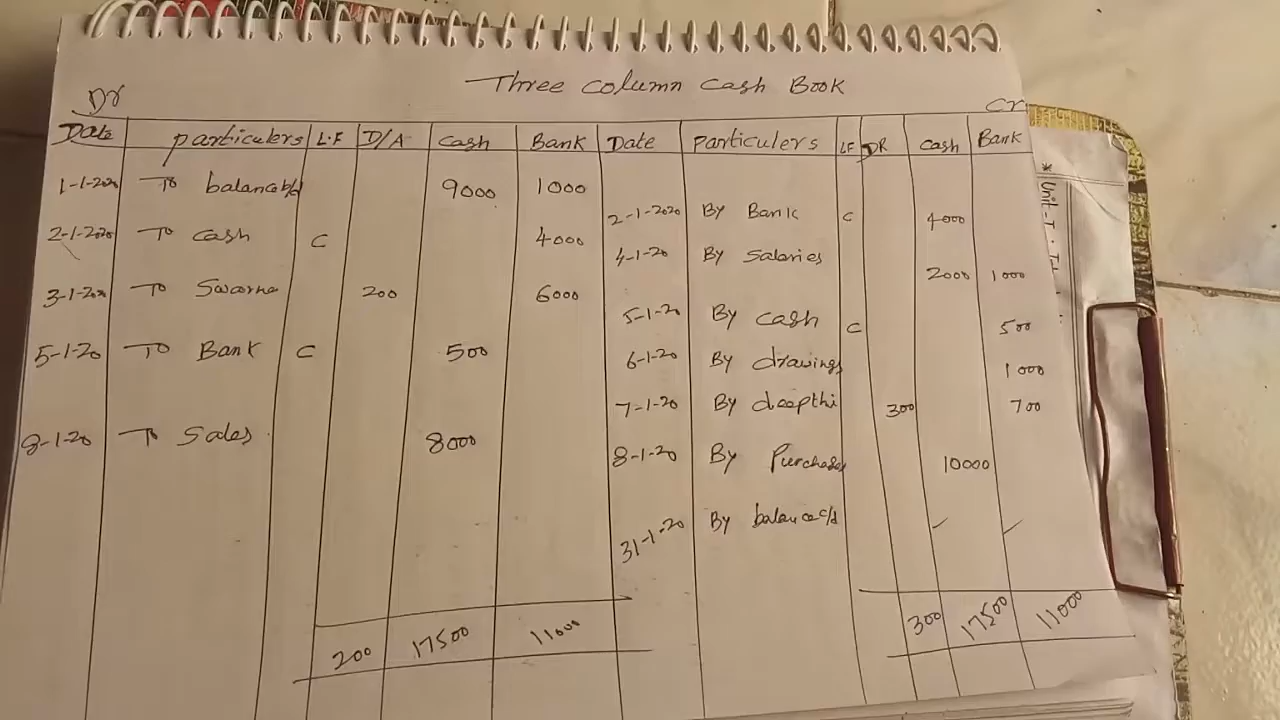 Three column Cash Book
Dr Cr
Date particulers L.F D/A Cash Bank Date particulers LF DR cash Bank
1-1-2020 To balance b/d 9000 1000
2-1-2020 By Bank C 4000
2-1-2020 To cash C 4000
4-1-20 By salaries 2000 1000
3-1-2020 To Swarna 200 6000
5-1-20 By cash C 500
5-1-20 To Bank C 500
6-1-20 By drawings 1000
7-1-20 By deepthi 300 700
8-1-20 To Sales 8000
8-1-20 By Purchases 10000
31-1-20 By balance c/d
200 17500 11000 300 17500 11000
* Unit-I